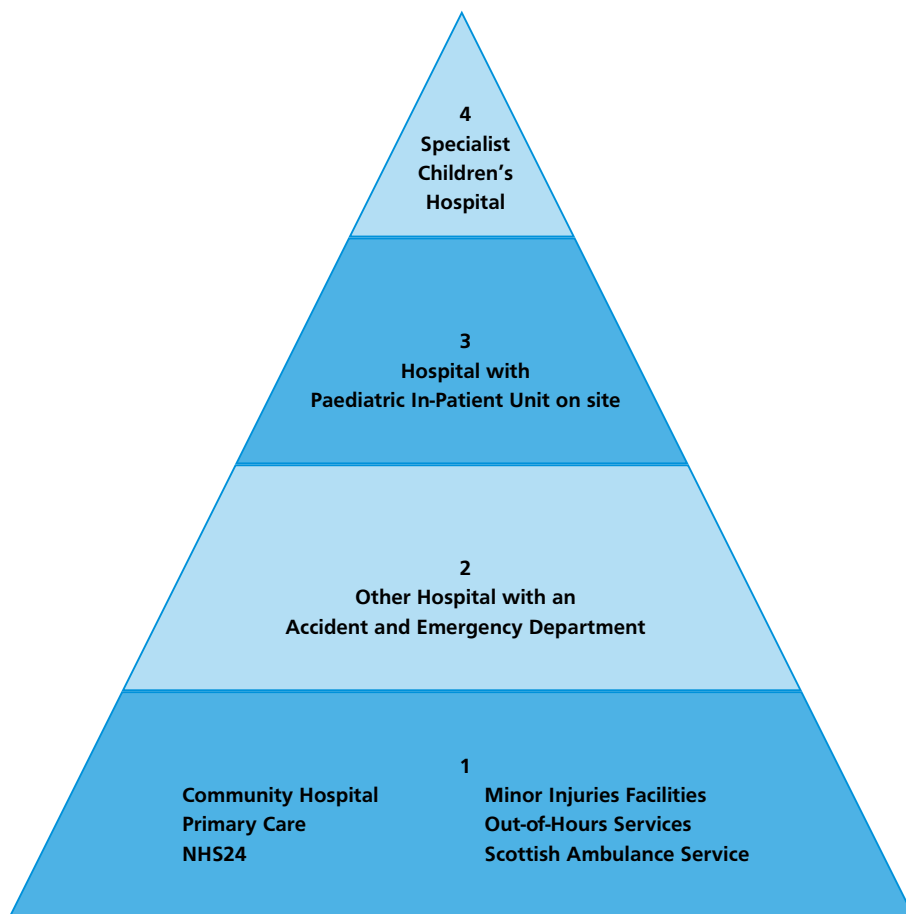 4
Specialist
Children’s
Hospital
3
Hospital with
Paediatric In-Patient Unit on site
2
Other Hospital with an
Accident and Emergency Department
1
Community Hospital
Primary Care
NHS24
Minor Injuries Facilities
Out-of-Hours Services
Scottish Ambulance Service